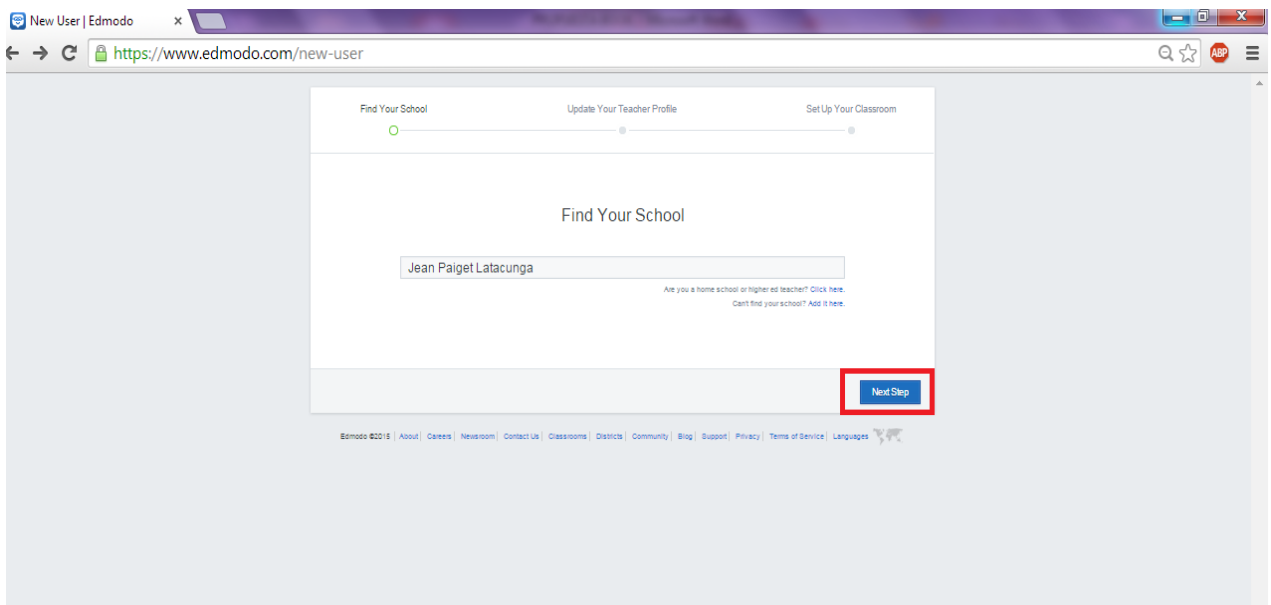 New User | Edmodo
https://www.edmodo.com/new-user
ABP
Find Your School
Update Your Teacher Profile
Set Up Your Classroom
Find Your School
Jean Paiget Latacunga
Are you a home school or higher ed teacher? Click here.
Can't find your school? Add it here.
Next Step
Edmodo ©2015 | About | Careers | Newsroom | Contact Us | Classrooms | Districts | Community | Blog | Support | Privacy | Terms of Service | Languages